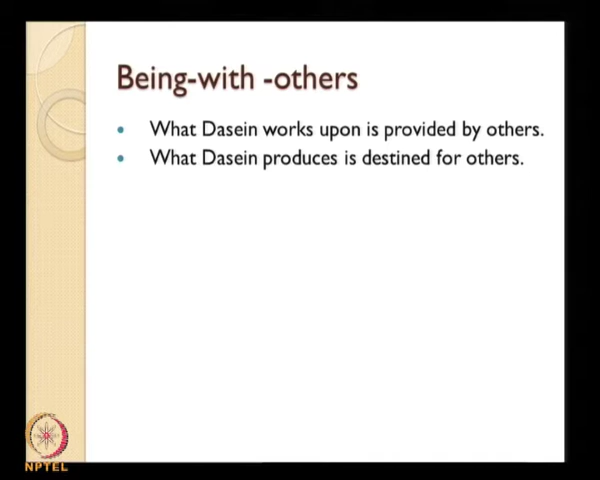 Being-with -others
What Dasein works upon is provided by others.
What Dasein produces is destined for others.
NPTEL